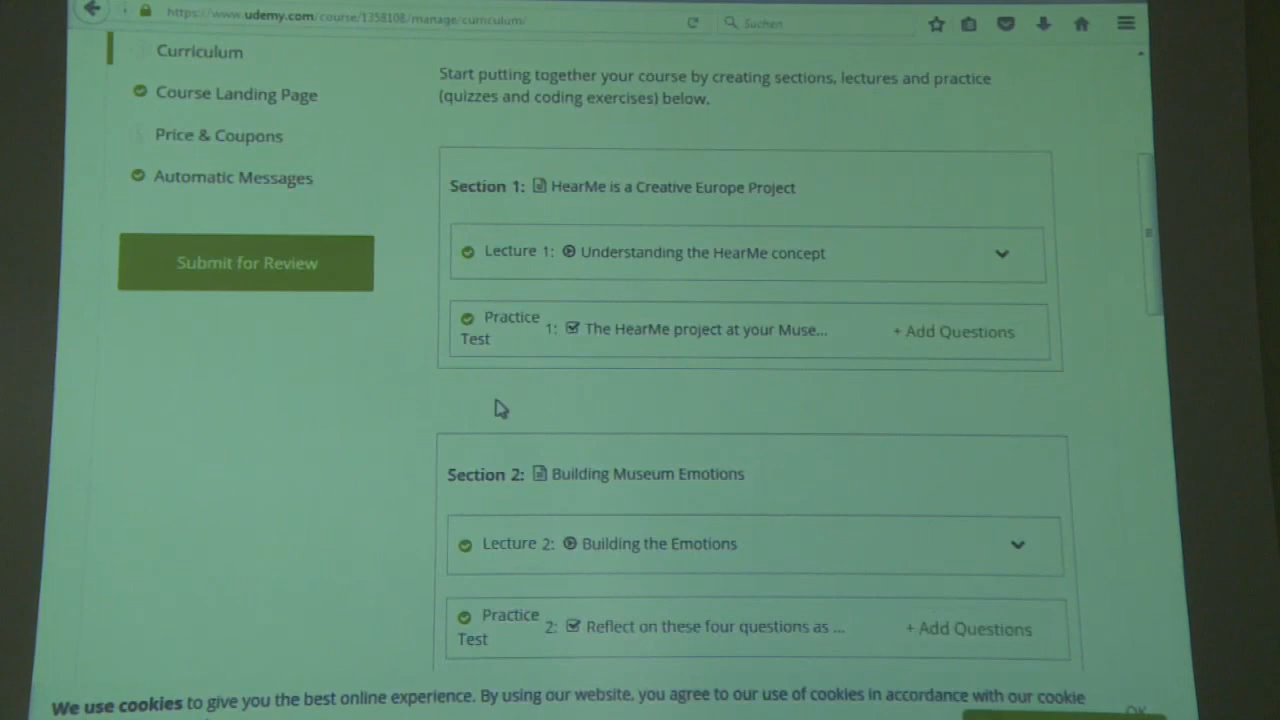 https://www.udemy.com/course/1358108/manage/curriculum/
Suchen
Curriculum
Course Landing Page
Price & Coupons
Automatic Messages
Submit for Review
Start putting together your course by creating sections, lectures and practice
(quizzes and coding exercises) below.
Section 1: HearMe is a Creative Europe Project
Lecture 1: Understanding the HearMe concept
Practice Test 1: The HearMe project at your Muse... + Add Questions
Section 2: Building Museum Emotions
Lecture 2: Building the Emotions
Practice Test 2: Reflect on these four questions as ... + Add Questions
We use cookies to give you the best online experience. By using our website, you agree to our use of cookies in accordance with our cookie
OK